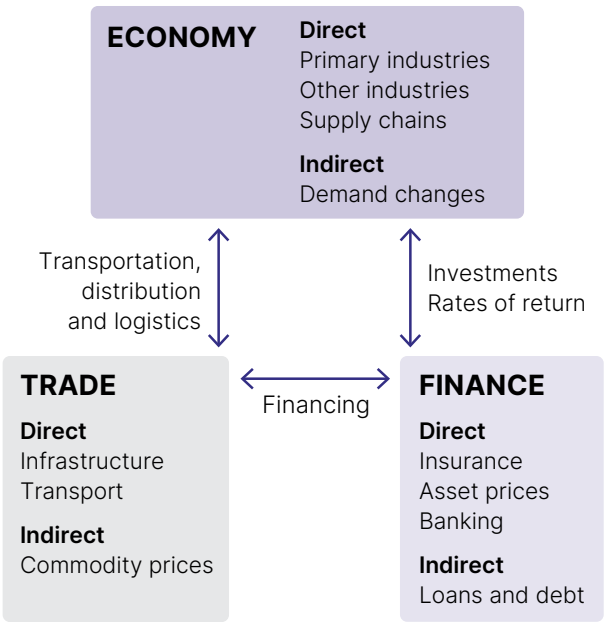 ECONOMY
Direct
Primary industries
Other industries
Supply chains
Indirect
Demand changes
Transportation,
distribution
and logistics
Investments
Rates of return
TRADE
Direct
Infrastructure
Transport
Indirect
Commodity prices
Financing
FINANCE
Direct
Insurance
Asset prices
Banking
Indirect
Loans and debt